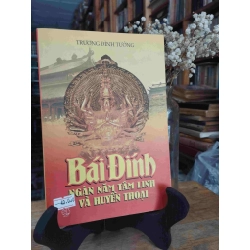 TRƯƠNG ĐÌNH TƯỞNG
Bái Đính
NGÀN NĂM TÂM LINH
VÀ HUYỀN THOẠI